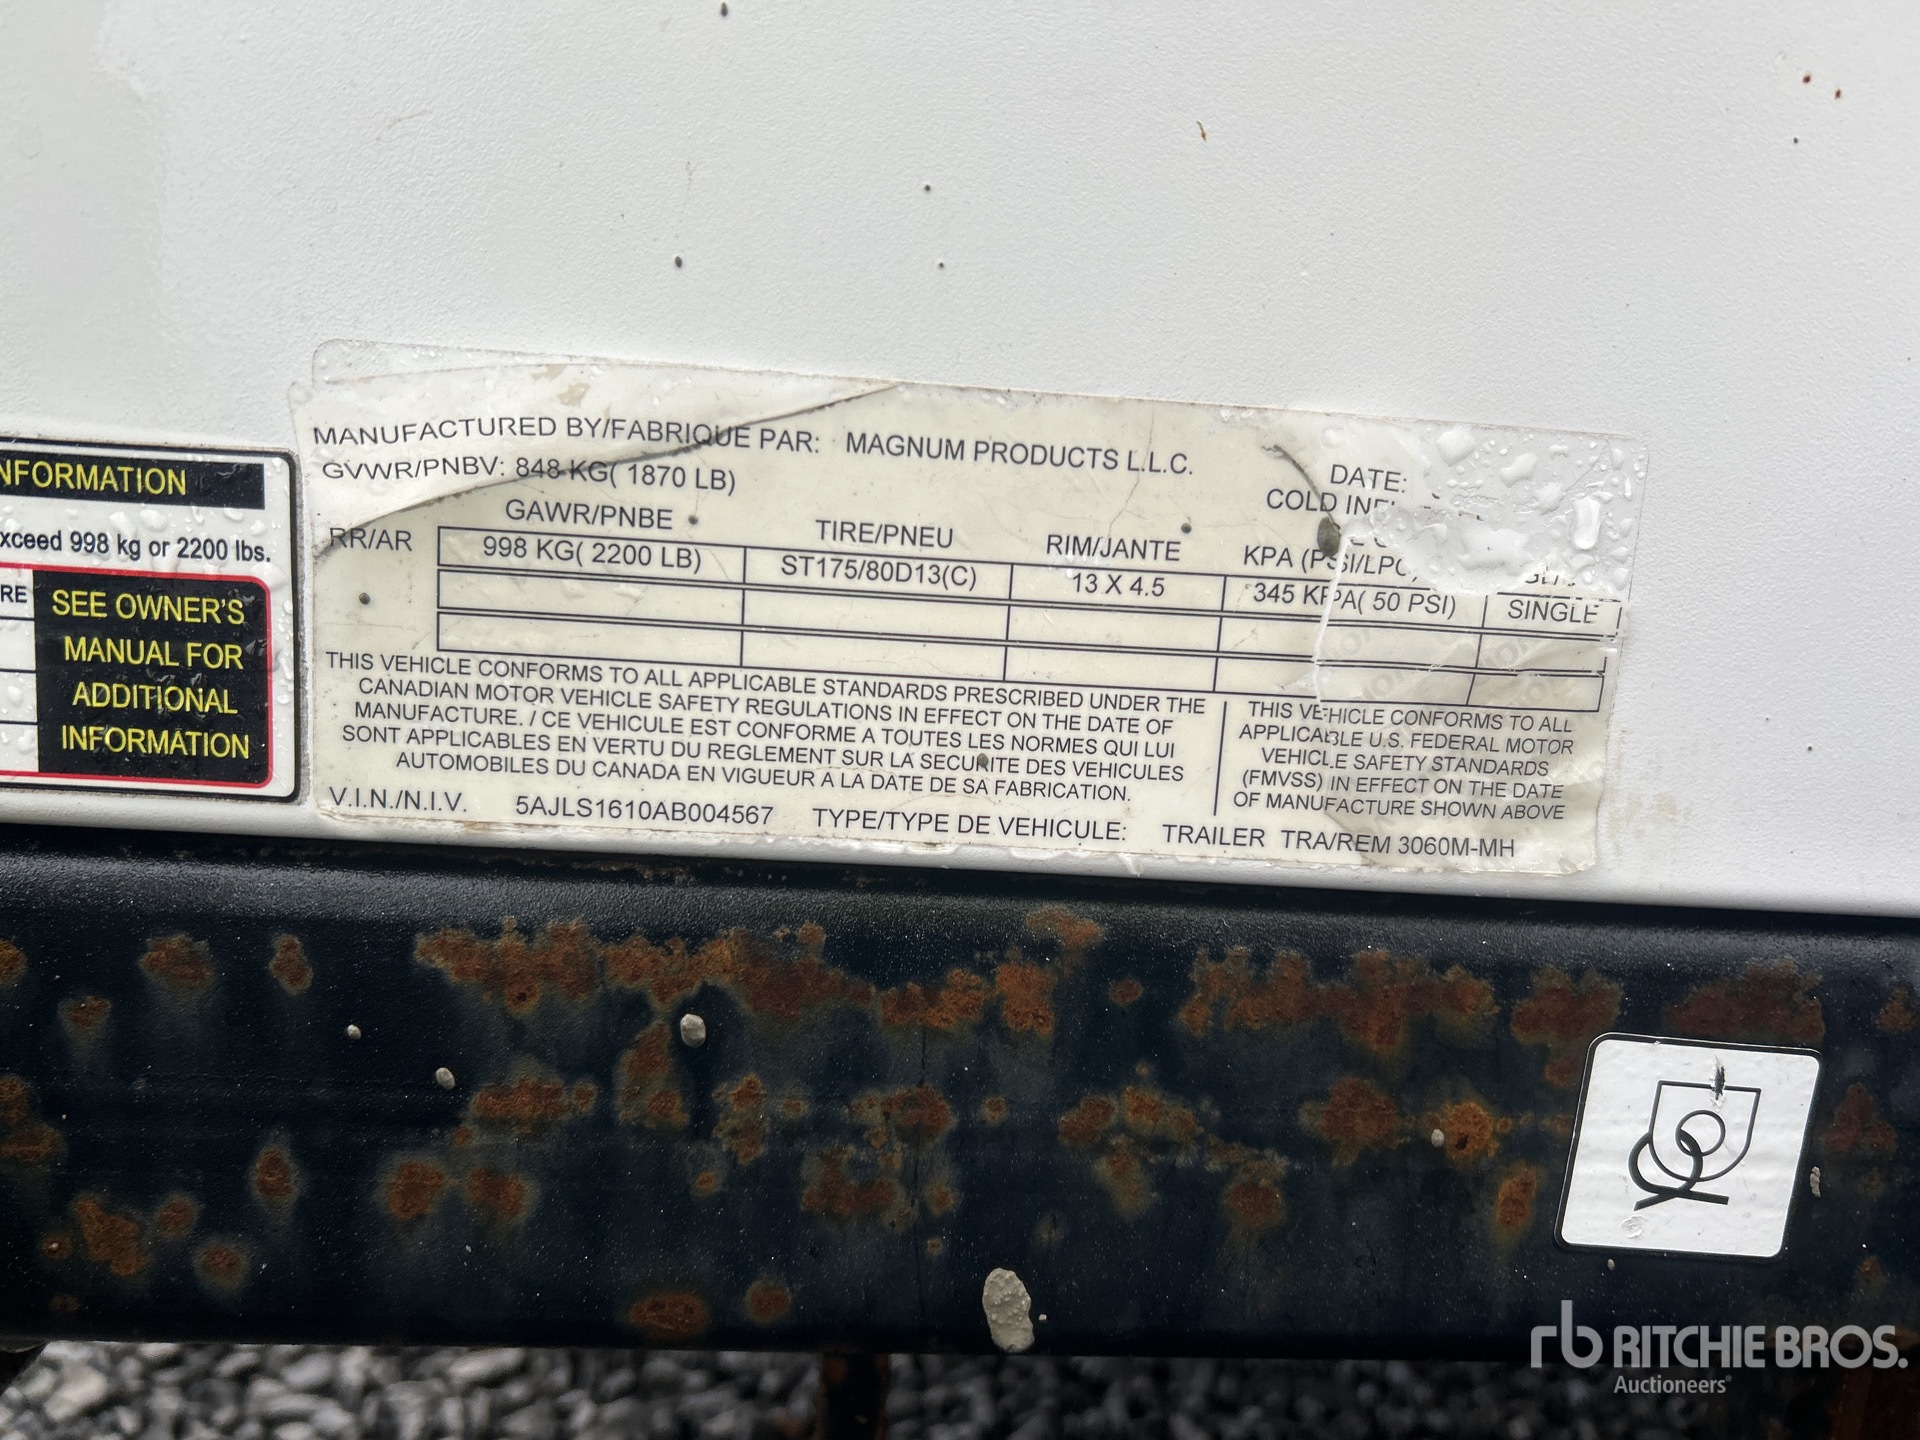 NFORMATION
xceed 998 kg or 2200 lbs.
RE
SEE OWNER'S
MANUAL FOR
ADDITIONAL
INFORMATION
MANUFACTURED BY/FABRIQUE PAR: MAGNUM PRODUCTS L.L.C.
DATE:
GVWR/PNBV: 848 KG( 1870 LB)
COLD
GAWR/PNBE TIRE/PNEU RIM/JANTE KPA (PSI/LPC)
RR/AR 998 KG( 2200 LB) ST175/80D13(C) 13 X 4.5 345 KPA( 50 PSI) SINGLE
THIS VEHICLE CONFORMS TO ALL APPLICABLE STANDARDS PRESCRIBED UNDER THE
CANADIAN MOTOR VEHICLE SAFETY REGULATIONS IN EFFECT ON THE DATE OF
MANUFACTURE. / CE VEHICULE EST CONFORME A TOUTES LES NORMES QUI LUI
SONT APPLICABLES EN VERTU DU REGLEMENT SUR LA SECURITE DES VEHICULES
AUTOMOBILES DU CANADA EN VIGUEUR A LA DATE DE SA FABRICATION.
THIS VEHICLE CONFORMS TO ALL
APPLICABLE U.S. FEDERAL MOTOR
VEHICLE SAFETY STANDARDS
(FMVSS) IN EFFECT ON THE DATE
OF MANUFACTURE SHOWN ABOVE
V.I.N./N.I.V. 5AJLS1610AB004567 TYPE/TYPE DE VEHICULE: TRAILER TRA/REM 3060M-MH
rb RITCHIE BROS.
Auctioneers